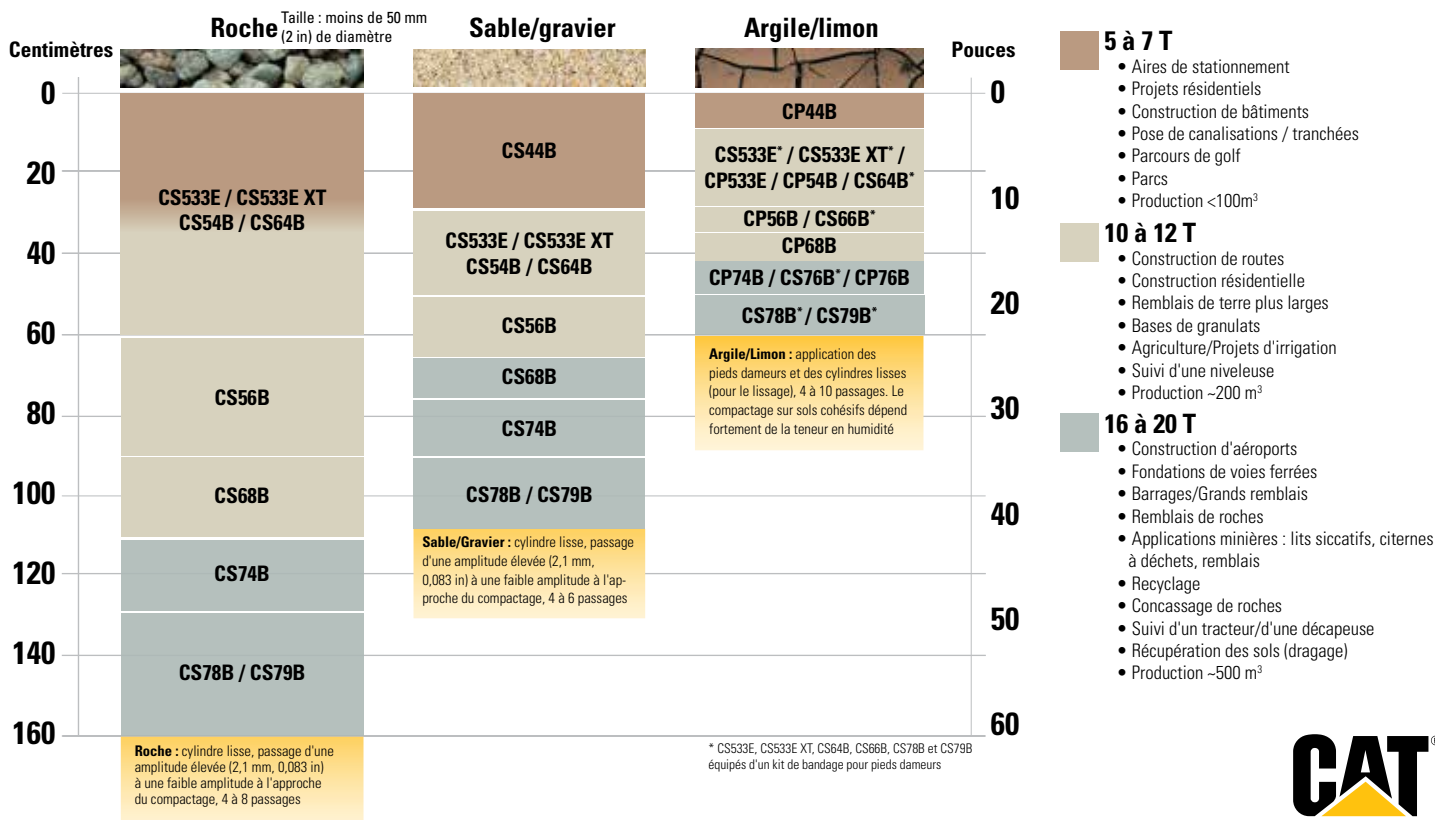 Centimètres
Roche Taille : moins de 50 mm
(2 in) de diamètre
Sable/gravier
Argile/limon
Pouces
0
20
40
60
80
100
120
140
160
CS533E / CS533E XT
CS54B / CS64B
CS56B
CS68B
CS74B
CS78B / CS79B
Roche : cylindre lisse, passage d'une
amplitude élevée (2,1 mm, 0,083 in)
à une faible amplitude à l'approche
du compactage, 4 à 8 passages
CS44B
CS533E / CS533E XT
CS54B / CS64B
CS56B
CS68B
CS74B
CS78B / CS79B
Sable/Gravier : cylindre lisse, passage
d'une amplitude élevée (2,1 mm,
0,083 in) à une faible amplitude à l'ap-
proche du compactage, 4 à 6 passages
CP44B
CS533E* / CS533E XT* /
CP533E / CP54B / CS64B*
CP56B / CS66B*
CP68B
CP74B / CS76B* / CP76B
CS78B* / CS79B*
Argile/Limon : application des
pieds dameurs et des cylindres lisses
(pour le lissage), 4 à 10 passages. Le
compactage sur sols cohésifs dépend
fortement de la teneur en humidité
0
10
20
30
40
50
60
* CS533E, CS533E XT, CS64B, CS66B, CS78B et CS79B
équipés d'un kit de bandage pour pieds dameurs
5 à 7 T
• Aires de stationnement
• Projets résidentiels
• Construction de bâtiments
• Pose de canalisations / tranchées
• Parcours de golf
• Parcs
• Production <100m³
10 à 12 T
• Construction de routes
• Construction résidentielle
• Remblais de terre plus larges
• Bases de granulats
• Agriculture/Projets d'irrigation
• Suivi d'une niveleuse
• Production ~200 m³
16 à 20 T
• Construction d'aéroports
• Fondations de voies ferrées
• Barrages/Grands remblais
• Remblais de roches
• Applications minières : lits siccatifs, citernes
à déchets, remblais
• Recyclage
• Concassage de roches
• Suivi d'un tracteur/d'une décapeuse
• Récupération des sols (dragage)
• Production ~500 m³
CAT®